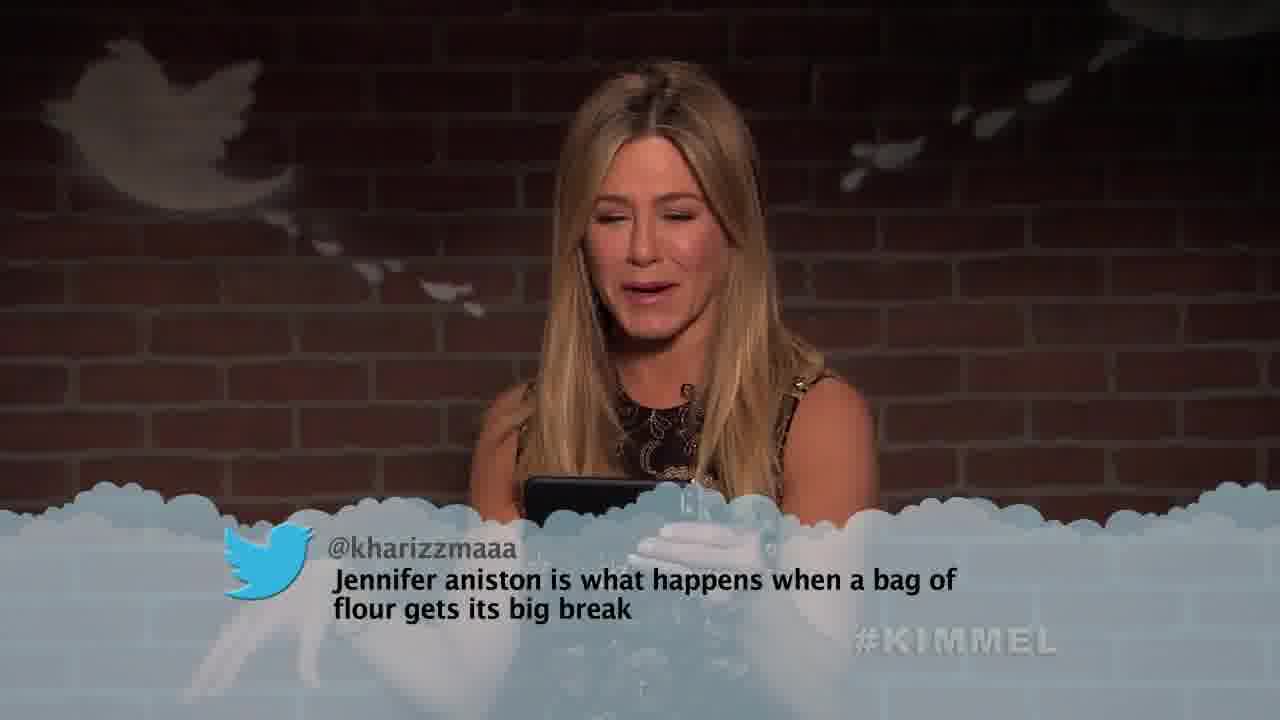 @kharizzmaaa
Jennifer aniston is what happens when a bag of
flour gets its big break
#KIMMEL